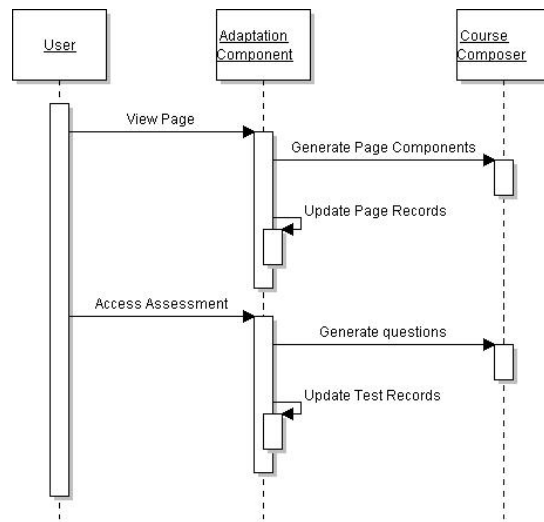 User
Adaptation
Component
Course
Composer
View Page
Generate Page Components
Update Page Records
Access Assessment
Generate questions
Update Test Records